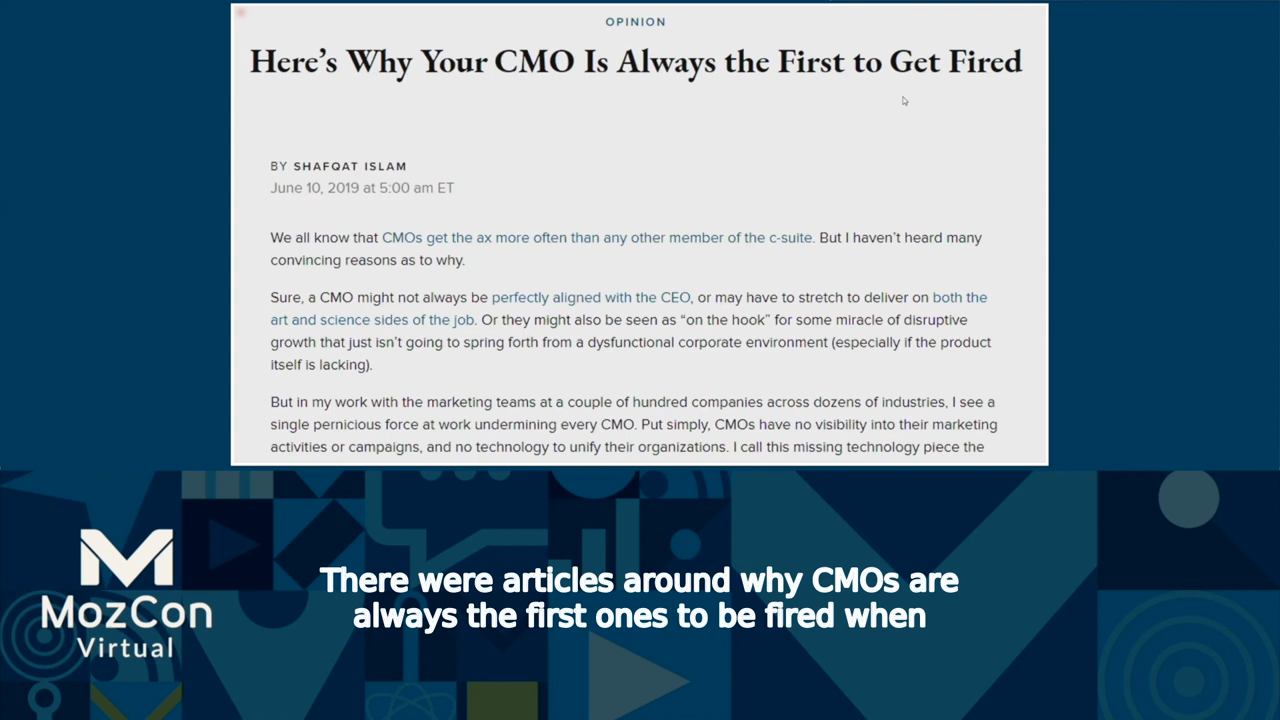 OPINION
Here’s Why Your CMO Is Always the First to Get Fired
BY SHAFQAT ISLAM
June 10, 2019 at 5:00 am ET
We all know that CMOs get the ax more often than any other member of the c-suite. But I haven’t heard many
convincing reasons as to why.
Sure, a CMO might not always be perfectly aligned with the CEO, or may have to stretch to deliver on both the
art and science sides of the job. Or they might also be seen as “on the hook” for some miracle of disruptive
growth that just isn’t going to spring forth from a dysfunctional corporate environment (especially if the product
itself is lacking).
But in my work with the marketing teams at a couple of hundred companies across dozens of industries, I see a
single pernicious force at work undermining every CMO. Put simply, CMOs have no visibility into their marketing
activities or campaigns, and no technology to unify their organizations. I call this missing technology piece the
MozCon
Virtual
There were articles around why CMOs are
always the first ones to be fired when